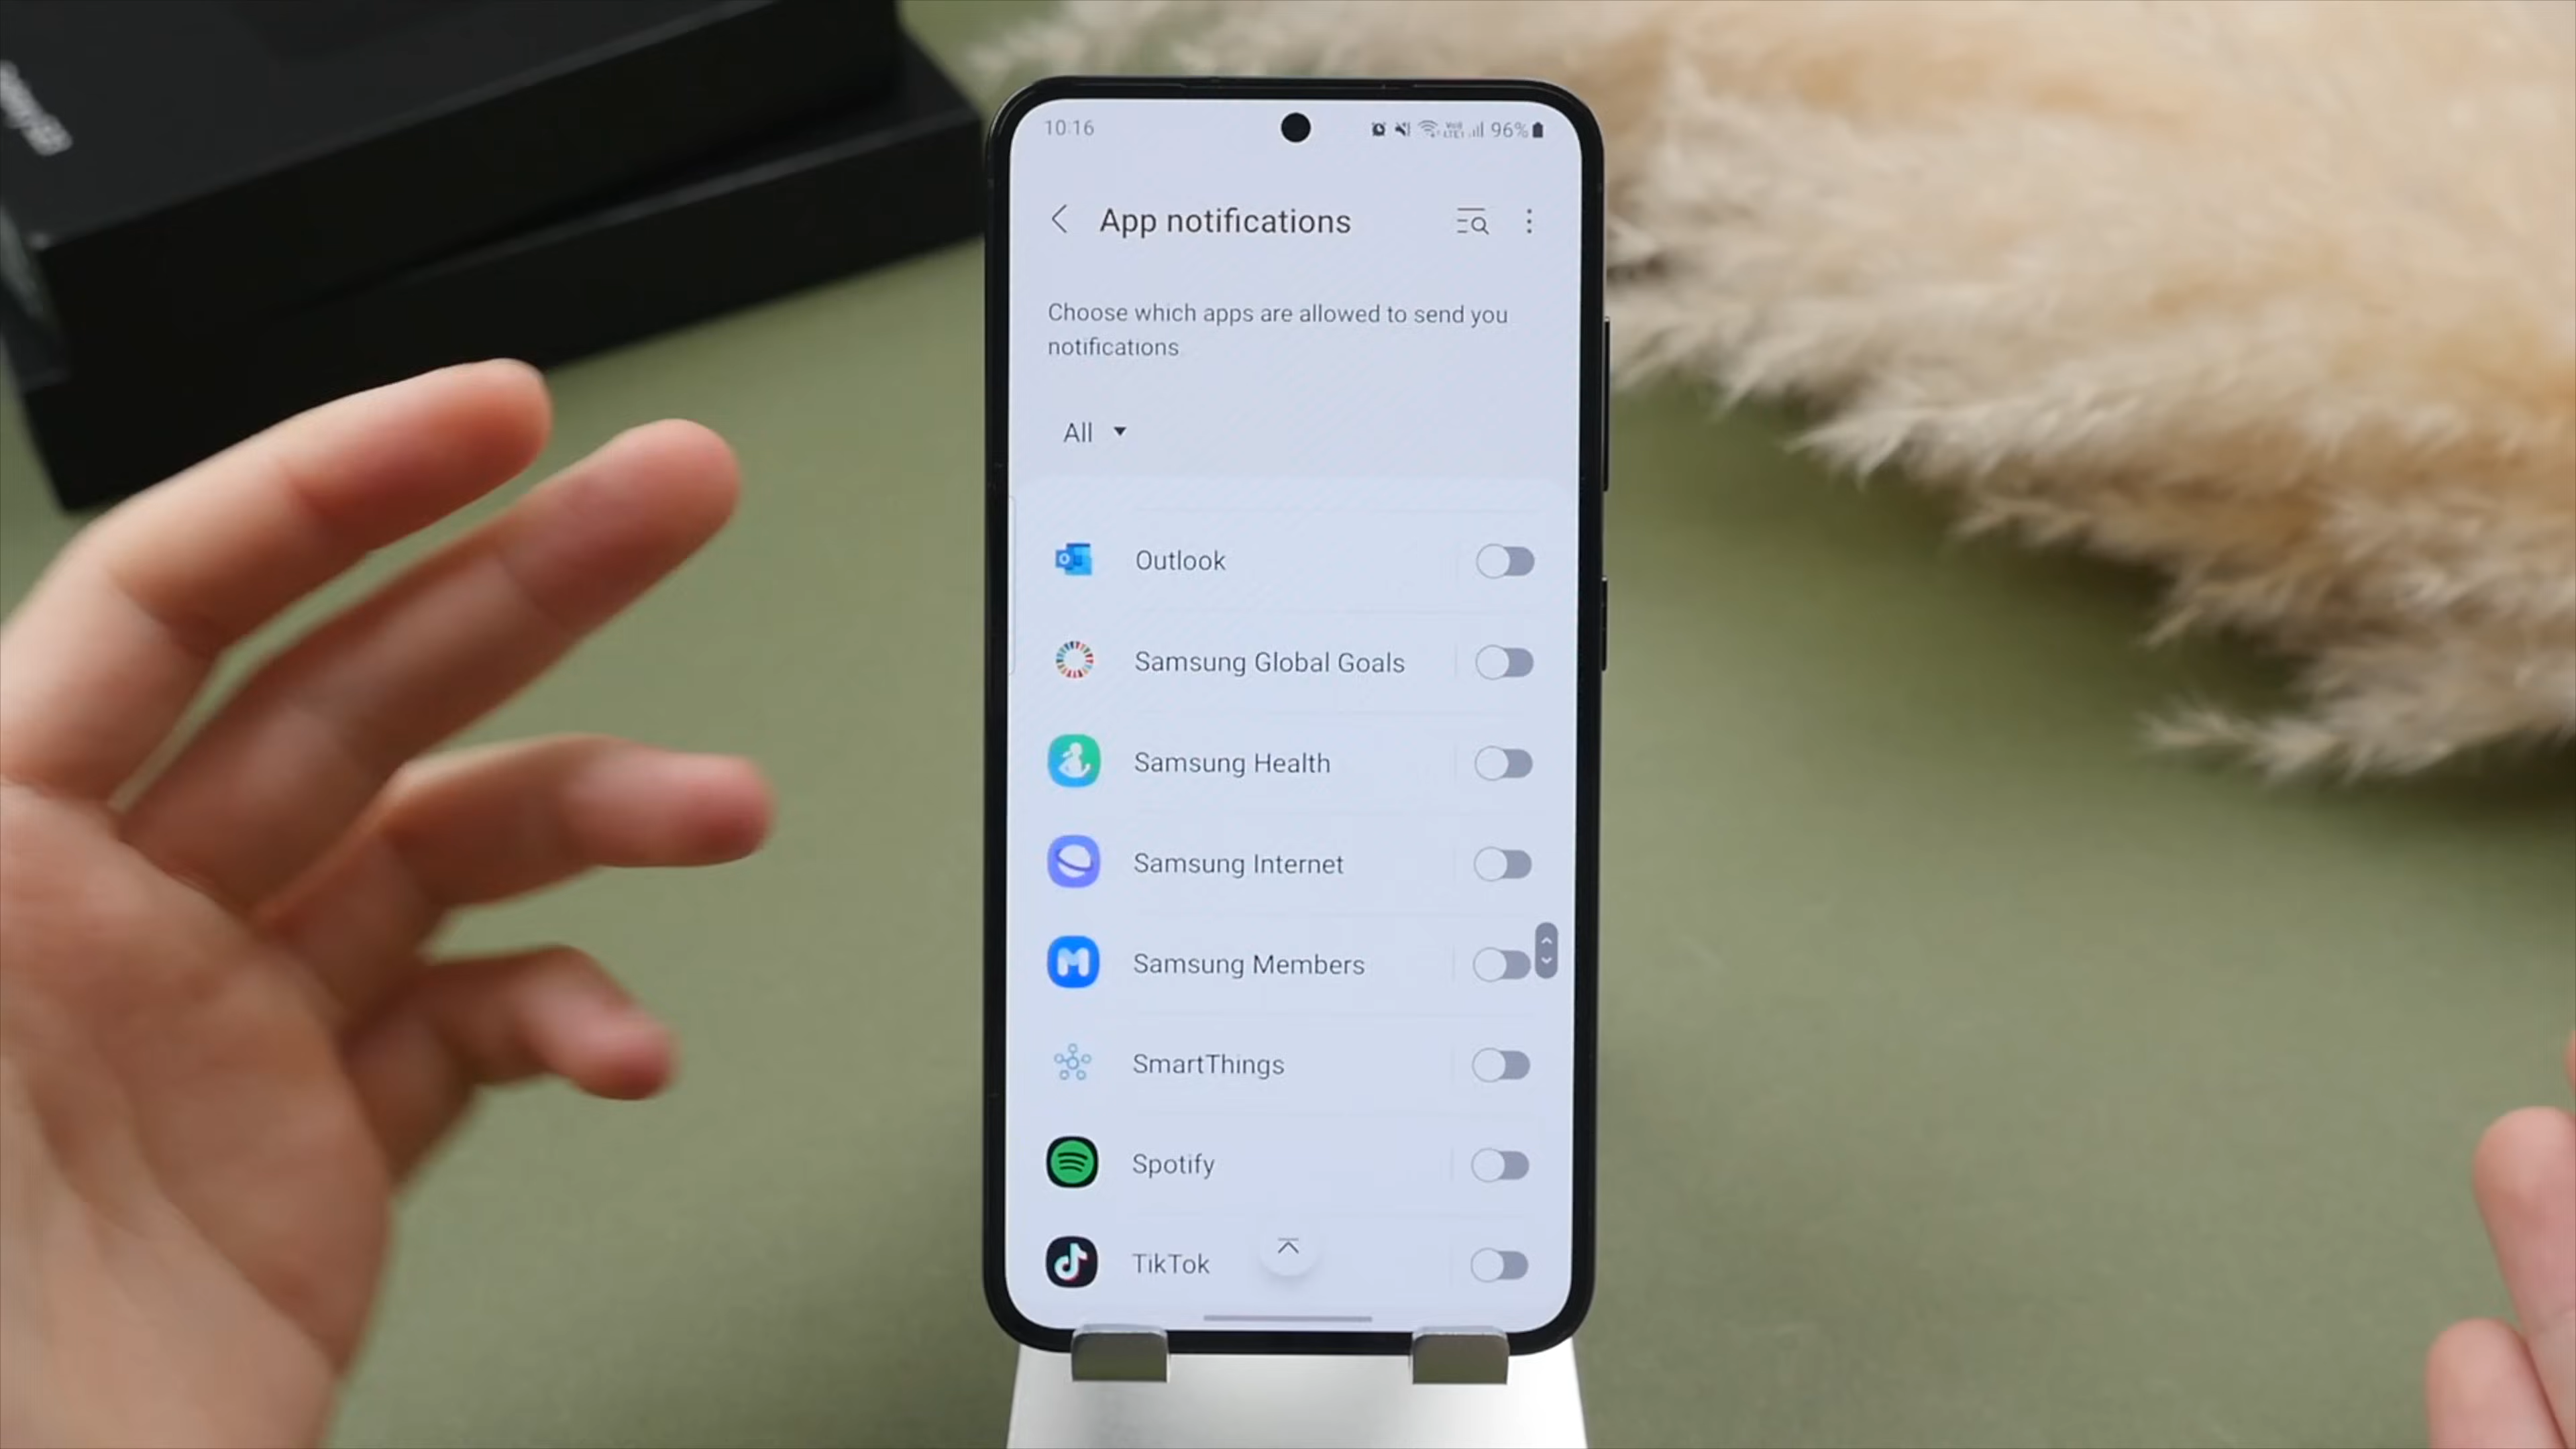 10:16
96%
App notifications
Choose which apps are allowed to send you
notifications
All
Outlook
Samsung Global Goals
Samsung Health
Samsung Internet
Samsung Members
SmartThings
Spotify
TikTok